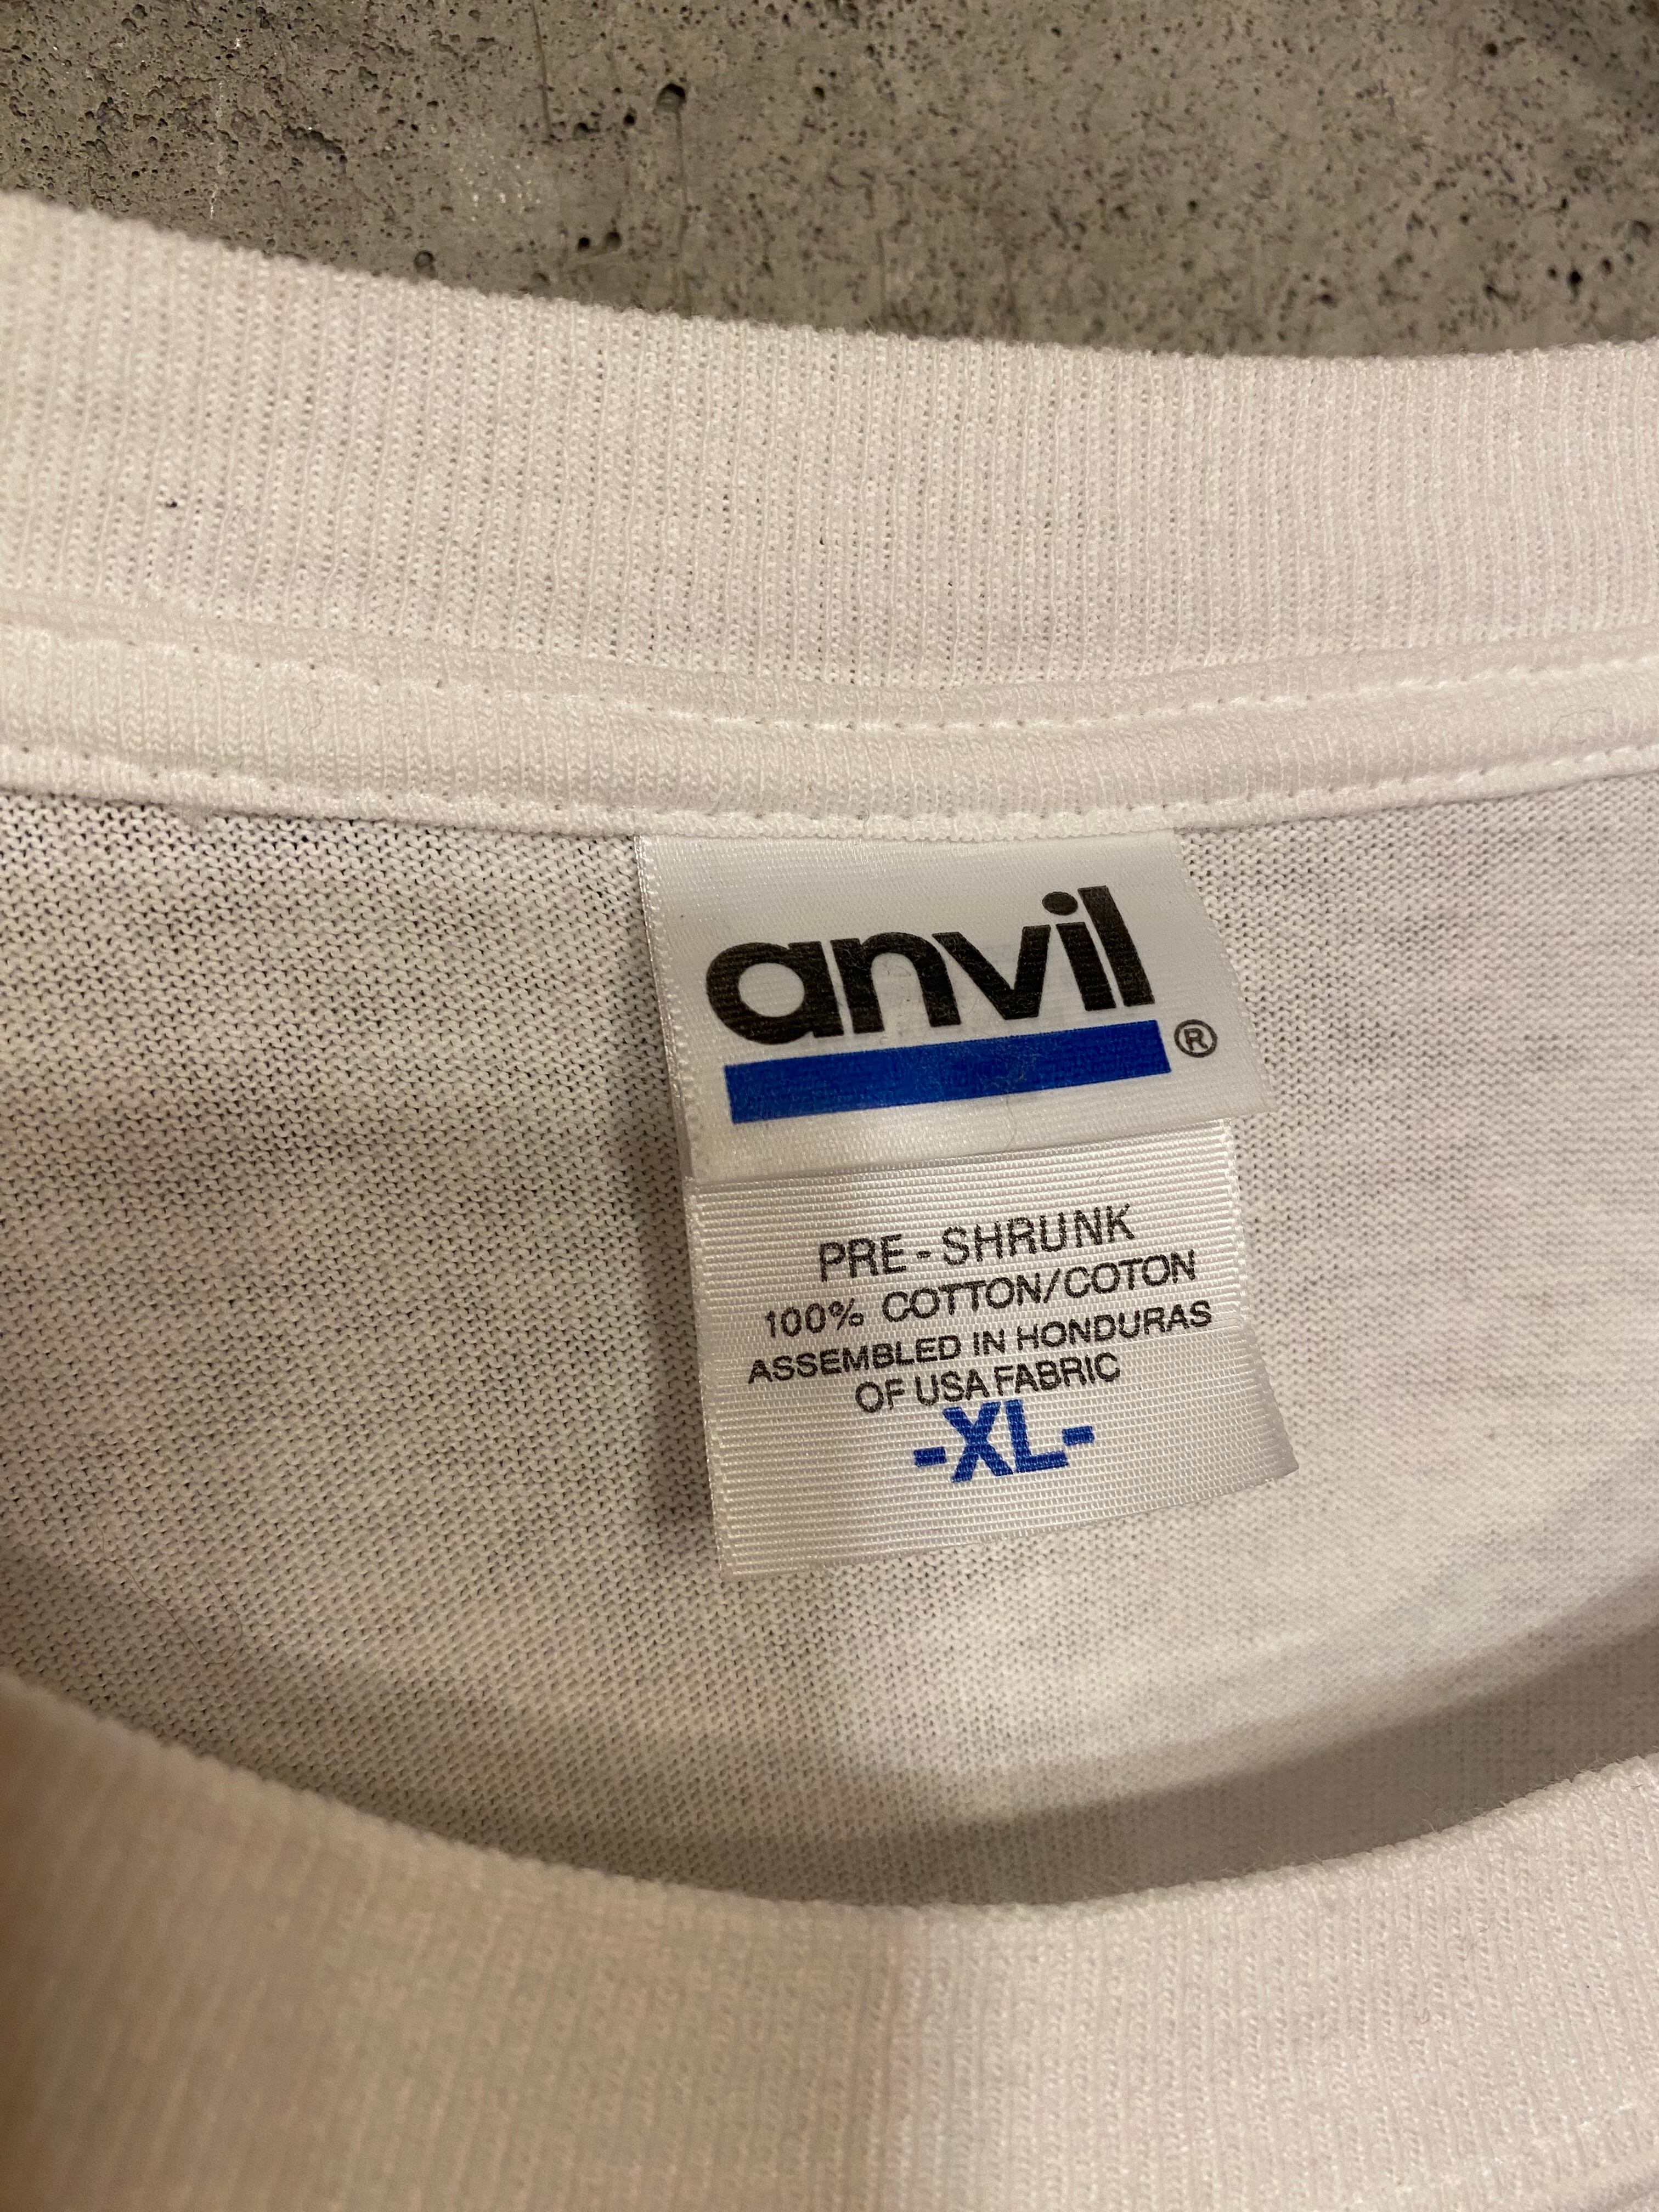 anvil
®
PRE-SHRUNK
100% COTTON/COTON
ASSEMBLED IN HONDURAS
OF USA FABRIC
-XL-